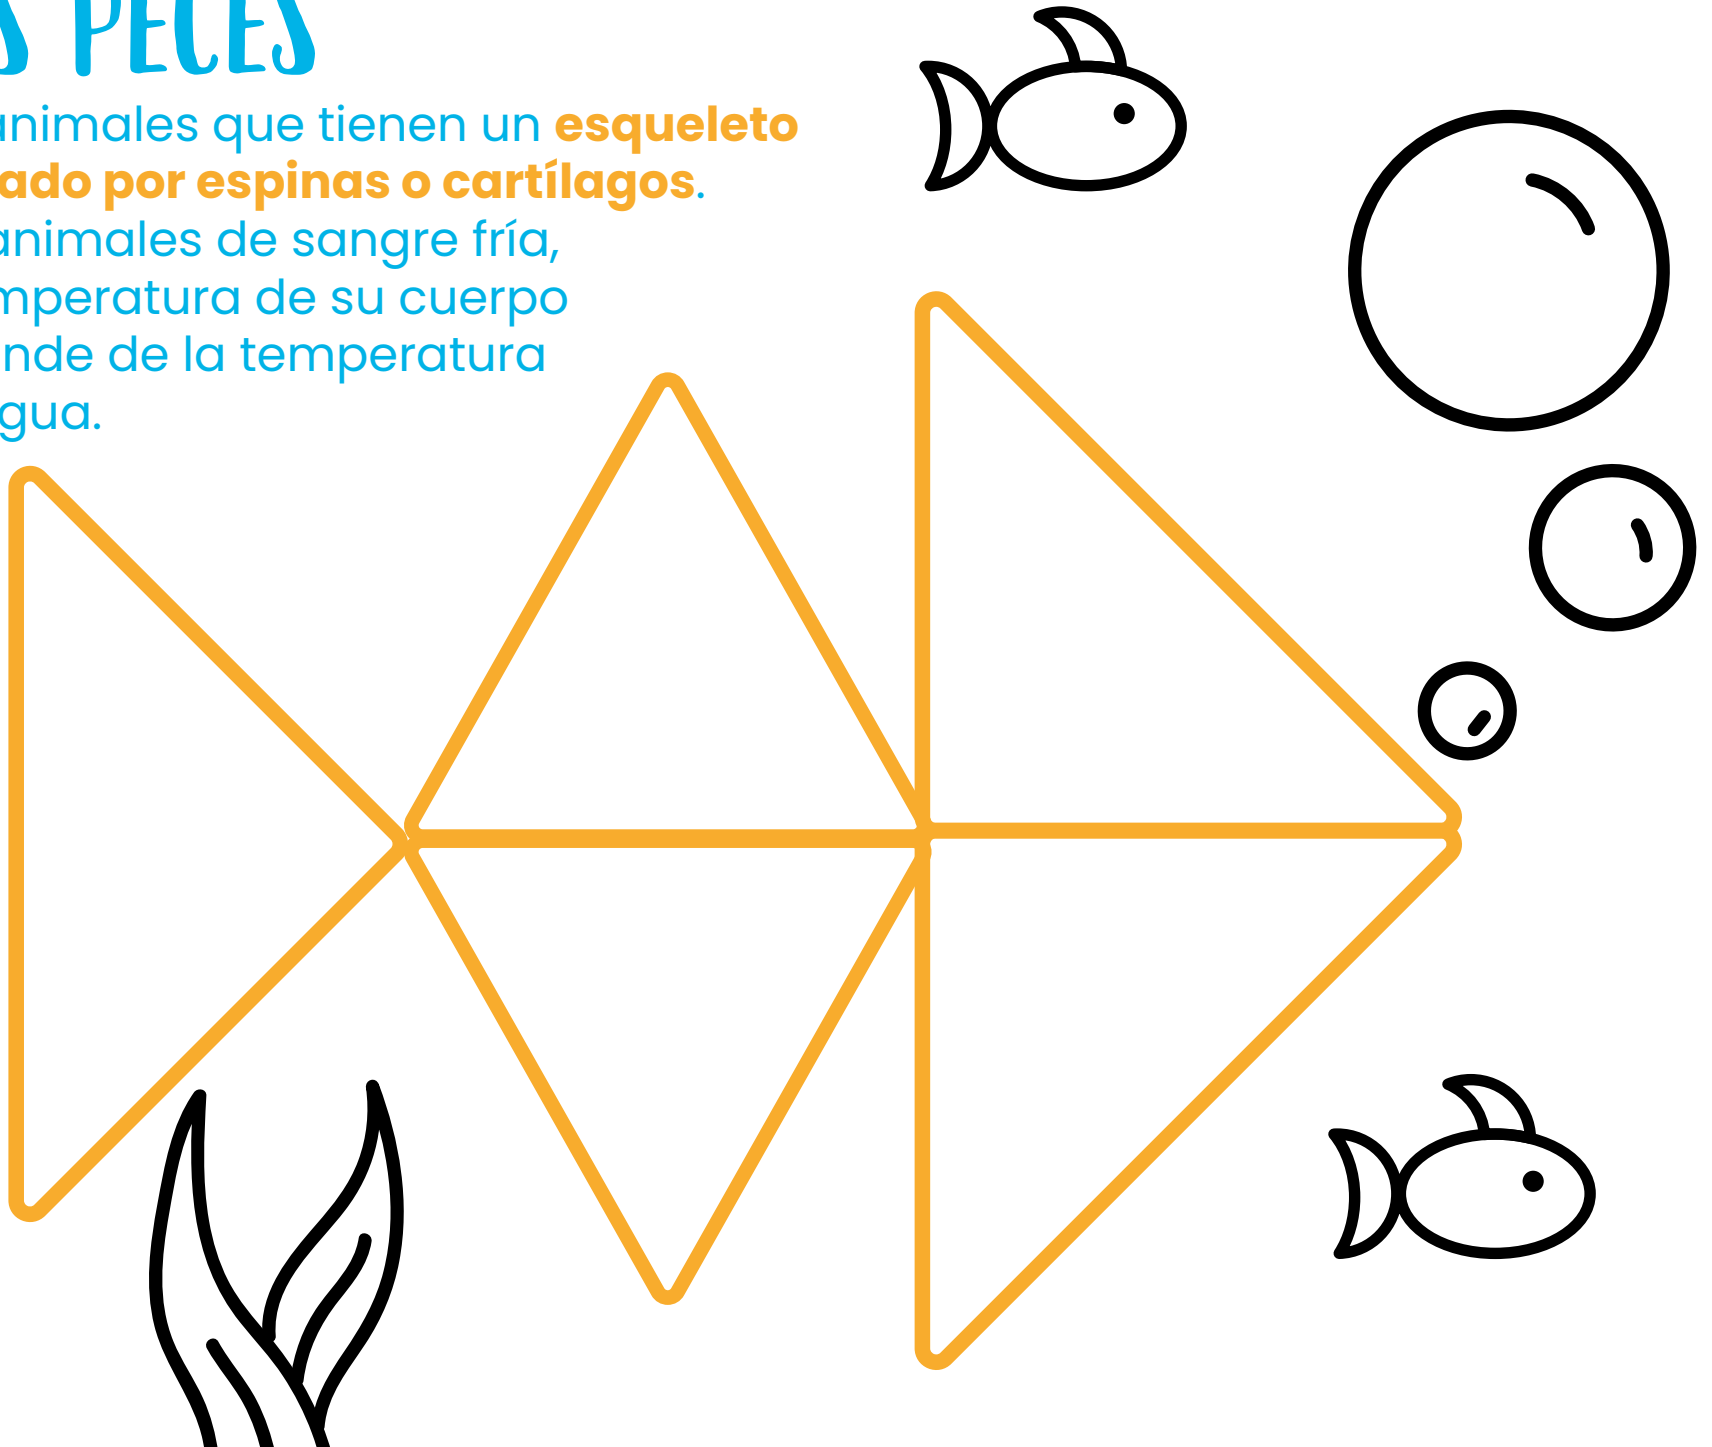 S PECES
animales que tienen un esqueleto
ado por espinas o cartílagos.
animales de sangre fría,
mperatura de su cuerpo
nde de la temperatura
gua.